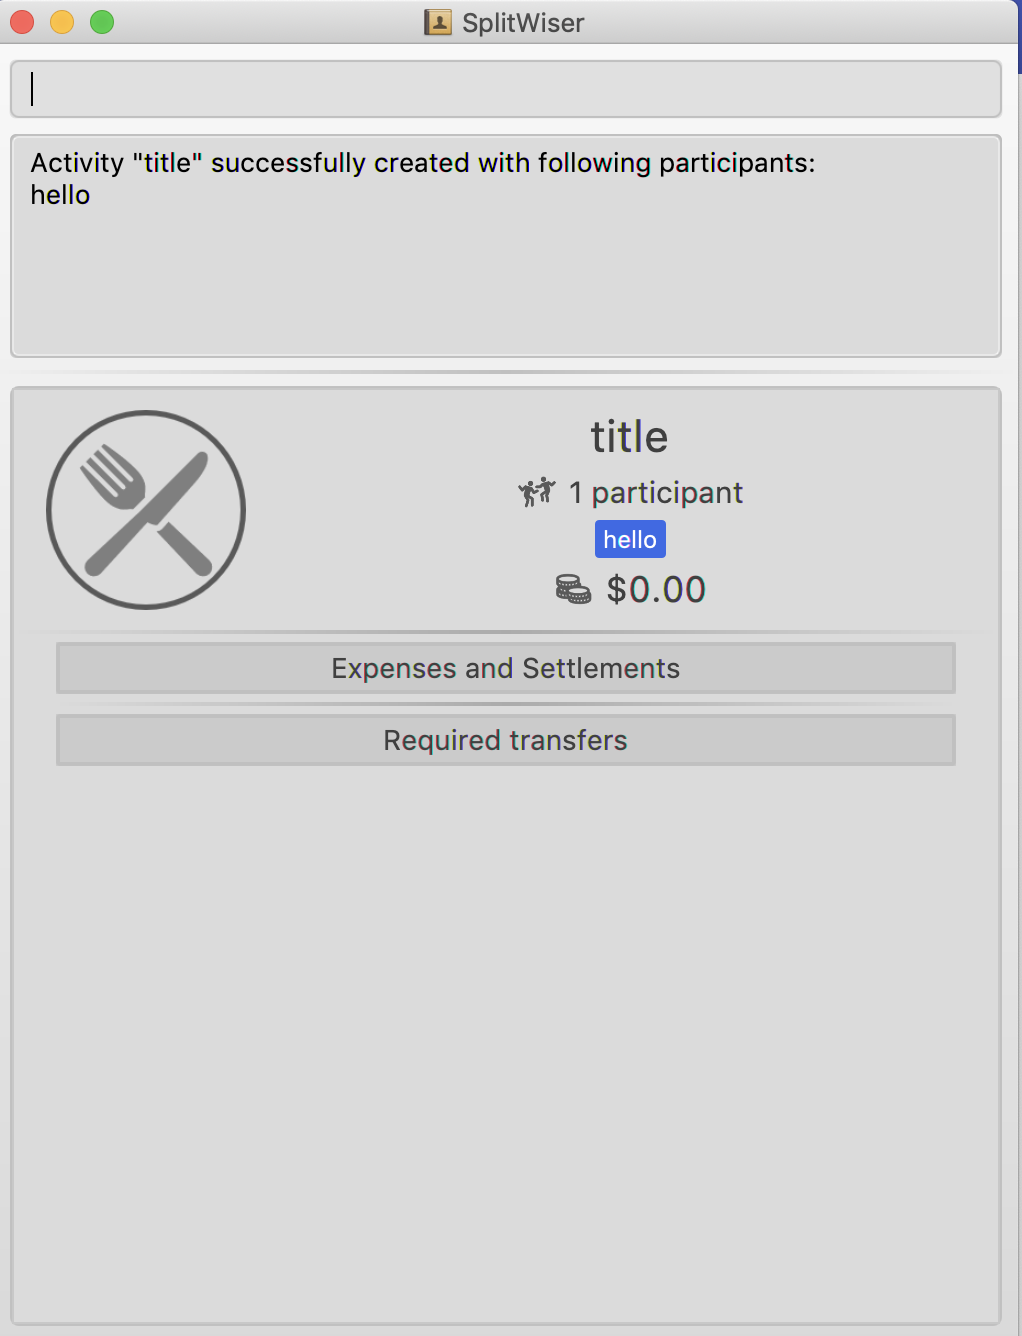 SplitWiser
Activity "title" successfully created with following participants:
hello
title
1 participant
hello
$0.00
Expenses and Settlements
Required transfers